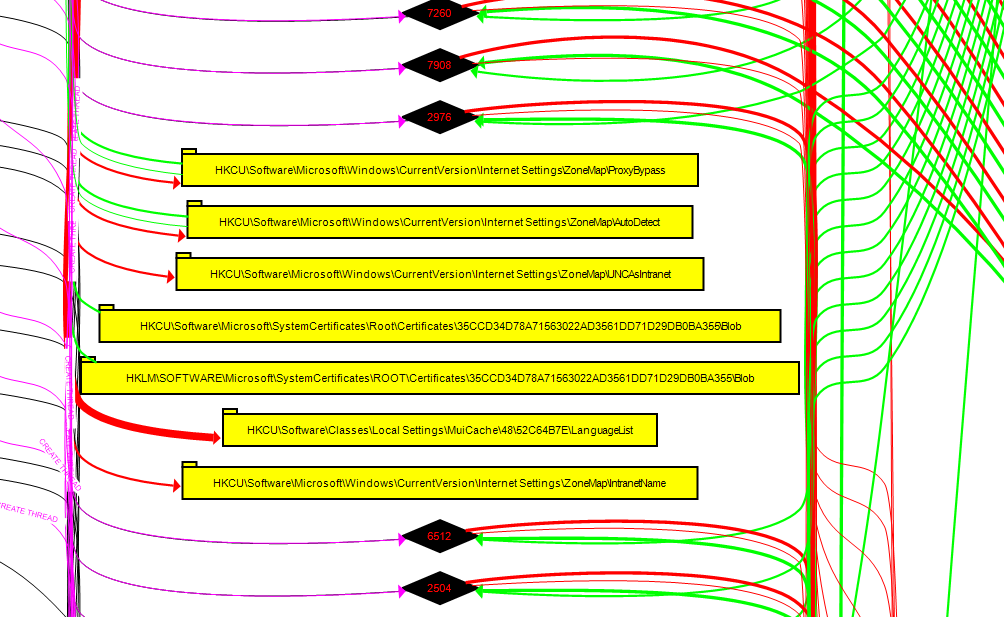 7260
7908
2976
HKCU\Software\Microsoft\Windows\CurrentVersion\Internet Settings\ZoneMap\ProxyBypass
HKCU\Software\Microsoft\Windows\CurrentVersion\Internet Settings\ZoneMap\AutoDetect
HKCU\Software\Microsoft\Windows\CurrentVersion\Internet Settings\ZoneMap\UNCAsIntranet
HKCU\Software\Microsoft\SystemCertificates\Root\Certificates\35CCD34D78A71563022AD3561DD71D29DB0BA355\Blob
HKLM\SOFTWARE\Microsoft\SystemCertificates\ROOT\Certificates\35CCD34D78A71563022AD3561DD71D29DB0BA355\Blob
HKCU\Software\Classes\Local Settings\MuiCache\48\52C64B7E\LanguageList
CREATE THREAD
HKCU\Software\Microsoft\Windows\CurrentVersion\Internet Settings\ZoneMap\IntranetName
CREATE THREAD
6512
2504